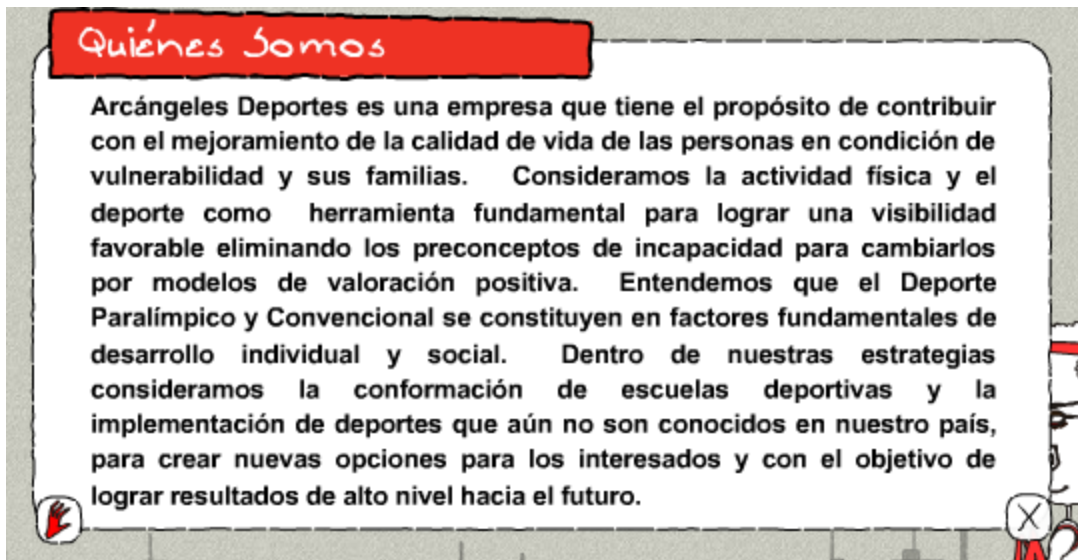 Quiénes Somos
Arcángeles Deportes es una empresa que tiene el propósito de contribuir
con el mejoramiento de la calidad de vida de las personas en condición de
vulnerabilidad y sus familias. Consideramos la actividad física y el
deporte como herramienta fundamental para lograr una visibilidad
favorable eliminando los preconceptos de incapacidad para cambiarlos
por modelos de valoración positiva. Entendemos que el Deporte
Paralímpico y Convencional se constituyen en factores fundamentales de
desarrollo individual y social. Dentro de nuestras estrategias
consideramos la conformación de escuelas deportivas y la
implementación de deportes que aún no son conocidos en nuestro país,
para crear nuevas opciones para los interesados y con el objetivo de
lograr resultados de alto nivel hacia el futuro.
X